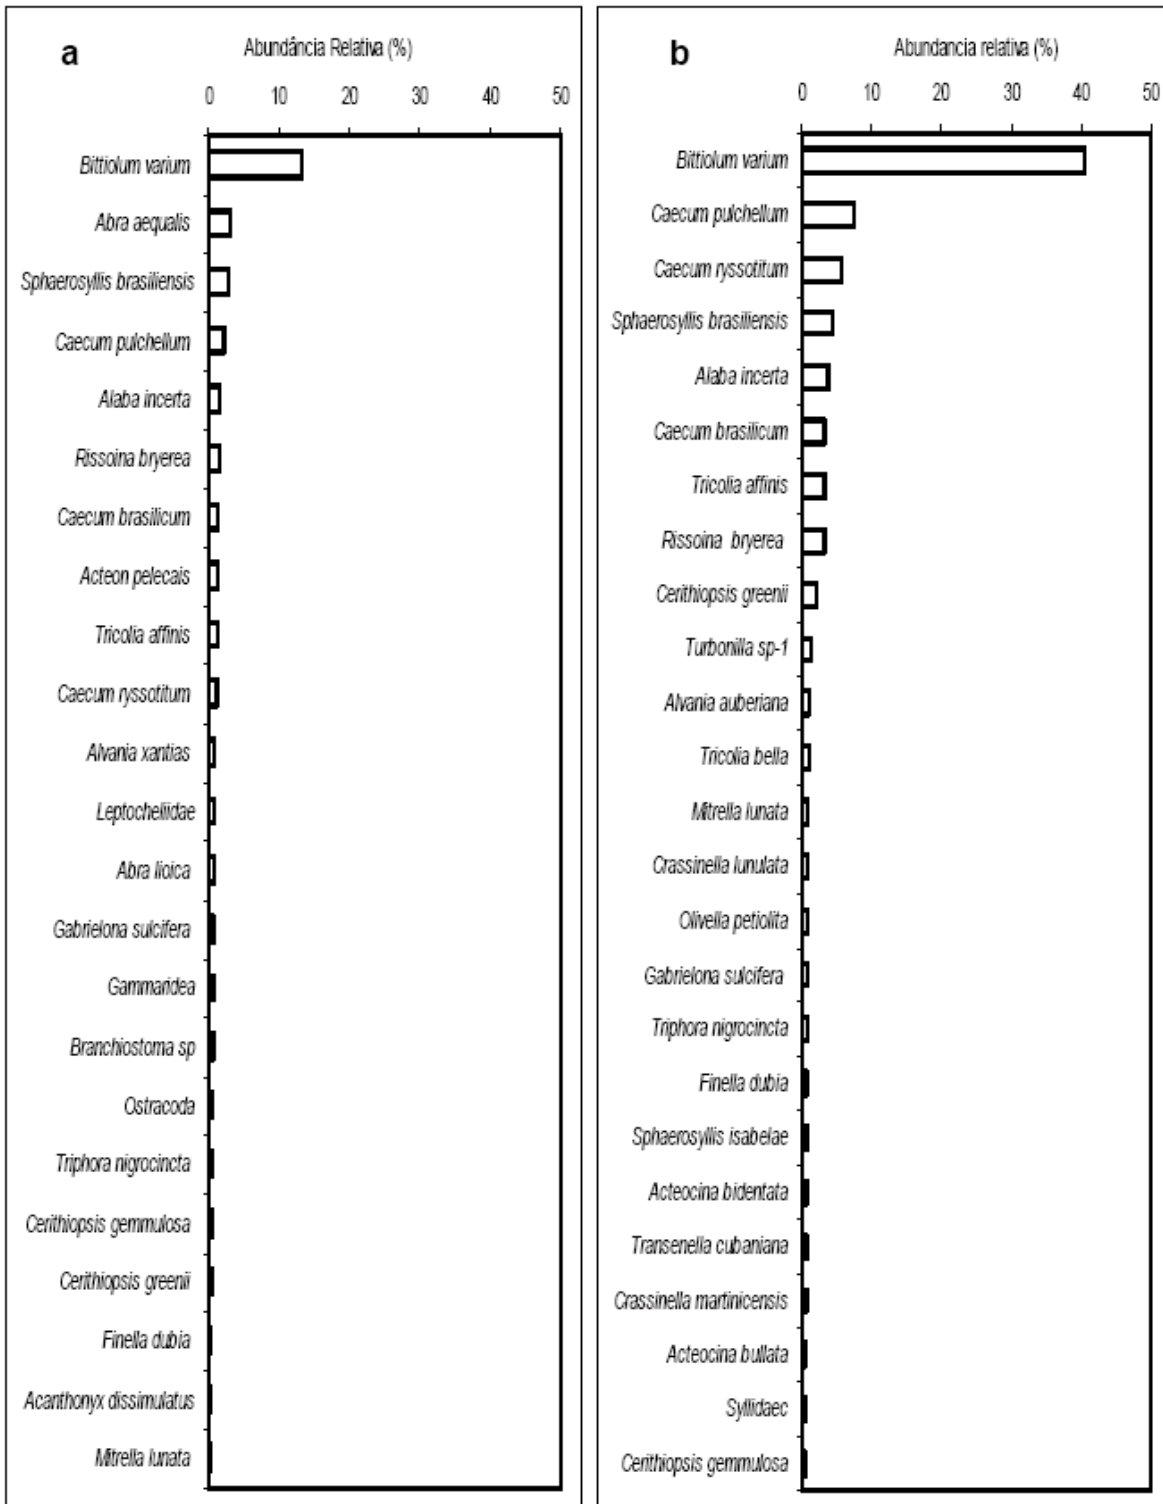 a
Abundância Relativa (%)
0 10 20 30 40 50
Bittiolum varium
Abra aequalis
Sphaerosyllis brasiliensis
Caecum pulchellum
Alaba incerta
Rissoina bryerea
Caecum brasilicum
Acteon pelecais
Tricolia affinis
Caecum ryssotitum
Alvania xantias
Leptocheliidae
Abra lioica
Gabrielona sulcifera
Gammaridea
Branchiostoma sp
Ostracoda
Triphora nigrocincta
Cerithiopsis gemmulosa
Cerithiopsis greenii
Finella dubia
Acanthonyx dissimulatus
Mitrella lunata
b
Abundancia relativa (%)
0 10 20 30 40 50
Bittiolum varium
Caecum pulchellum
Caecum ryssotitum
Sphaerosyllis brasiliensis
Alaba incerta
Caecum brasilicum
Tricolia affinis
Rissoina bryerea
Cerithiopsis greenii
Turbonilla sp-1
Alvania auberiana
Tricolia bella
Mitrella lunata
Crassinella lunulata
Olivella petiolita
Gabrielona sulcifera
Triphora nigrocincta
Finella dubia
Sphaerosyllis isabelae
Acteocina bidentata
Transenella cubaniana
Crassinella martinicensis
Acteocina bullata
Syllidaec
Cerithiopsis gemmulosa